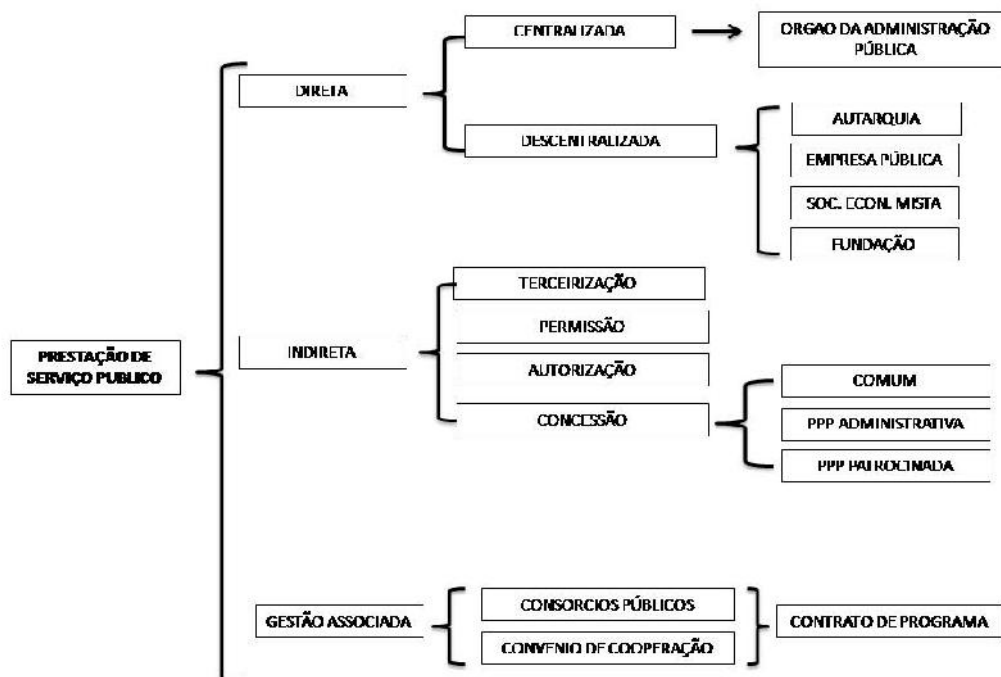 PRESTAÇÃO DE
SERVIÇO PUBLICO
DIRETA
CENTRALIZADA
ORGAO DA ADMINISTRAÇÃO
PÚBLICA
DESCENTRALIZADA
AUTARQUIA
EMPRESA PÚBLICA
SOC. ECON. MISTA
FUNDAÇÃO
INDIRETA
TERCEIRIZAÇÃO
PERMISSÃO
AUTORIZAÇÃO
CONCESSÃO
COMUM
PPP ADMINISTRATIVA
PPP PATROCINADA
GESTÃO ASSOCIADA
CONSORCIOS PÚBLICOS
CONVENIO DE COOPERAÇÃO
CONTRATO DE PROGRAMA